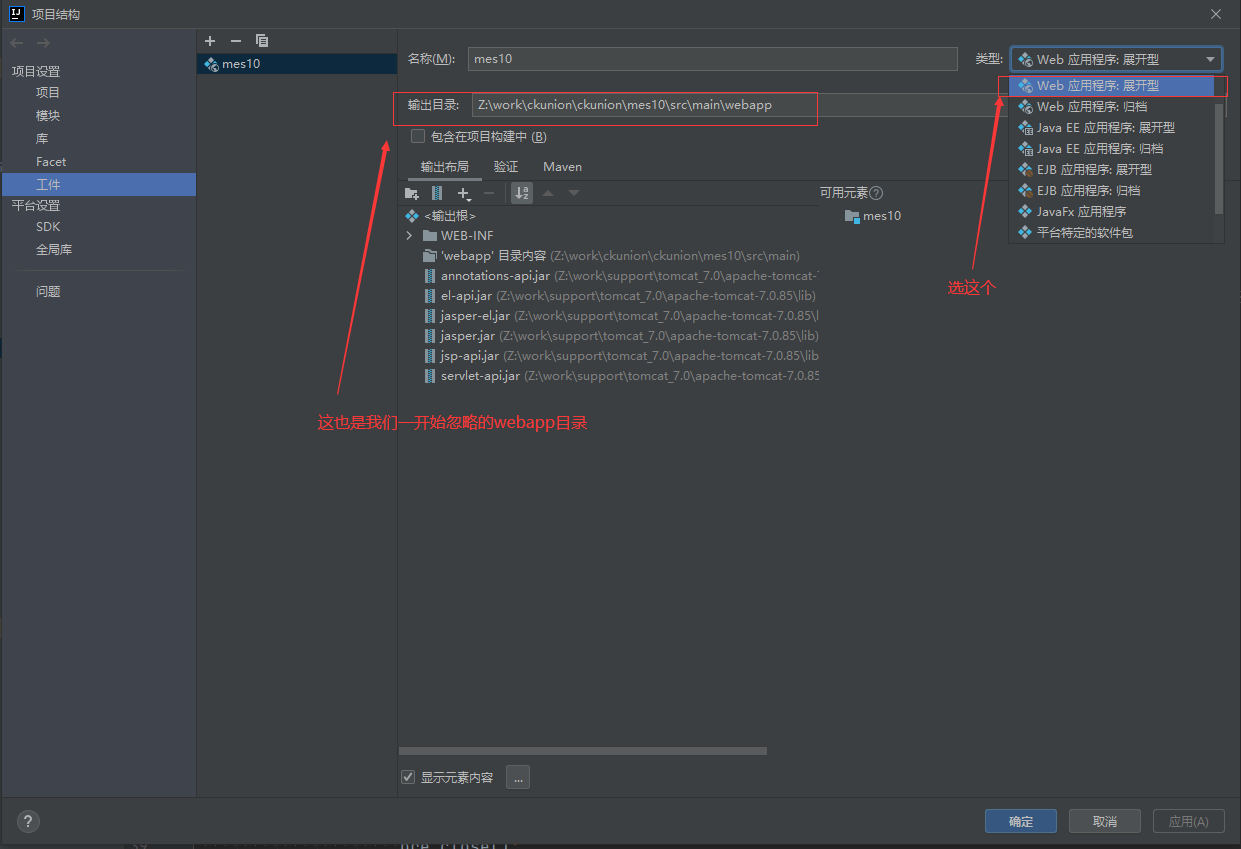 项目结构
项目设置
项目
模块
库
Facet
工件
平台设置
SDK
全局库
问题
mes10
名称(M): mes10 类型: Web 应用程序: 展开型
Web 应用程序: 展开型
Web 应用程序: 归档
Java EE 应用程序: 展开型
Java EE 应用程序: 归档
EJB 应用程序: 展开型
EJB 应用程序: 归档
JavaFx 应用程序
平台特定的软件包
输出目录: Z:\work\ckunion\ckunion\mes10\src\main\webapp
包含在项目构建中 (B)
输出布局 验证 Maven
可用元素
mes10
<输出根>
WEB-INF
'webapp' 目录内容 (Z:\work\ckunion\ckunion\mes10\src\main)
annotations-api.jar (Z:\work\support\tomcat_7.0\apache-tomcat-
el-api.jar (Z:\work\support\tomcat_7.0\apache-tomcat-7.0.85\lib)
jasper-el.jar (Z:\work\support\tomcat_7.0\apache-tomcat-7.0.85\l
jasper.jar (Z:\work\support\tomcat_7.0\apache-tomcat-7.0.85\lib)
jsp-api.jar (Z:\work\support\tomcat_7.0\apache-tomcat-7.0.85\lib
servlet-api.jar (Z:\work\support\tomcat_7.0\apache-tomcat-7.0.85
选这个
这也是我们一开始忽略的webapp目录
显示元素内容 ...
? 确定 取消 应用(A)